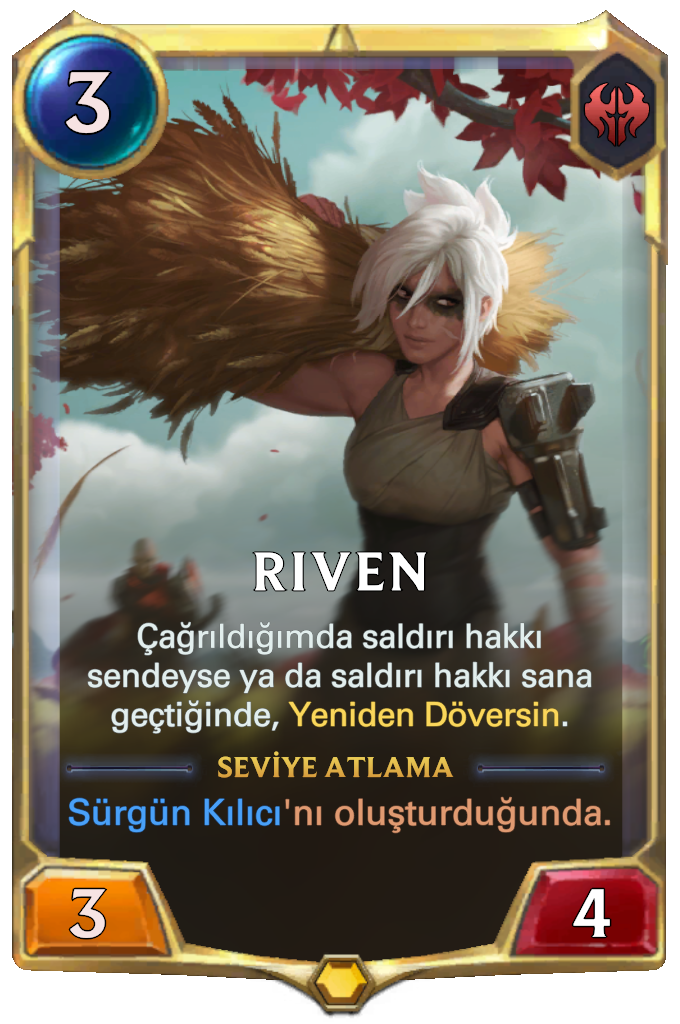 3
RIVEN
Çağrıldığımda saldırı hakkı
sendeyse ya da saldırı hakkı sana
geçtiğinde, Yeniden Döversin.
SEVİYE ATLAMA
Sürgün Kılıcı'nı oluşturduğunda.
3
4